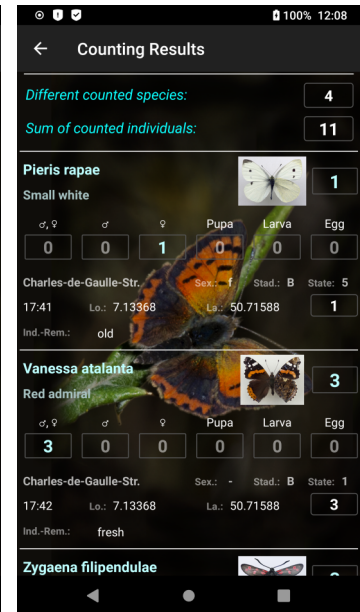 100% 12:08
Counting Results
Different counted species: 4
Sum of counted individuals: 11
Pieris rapae 1
Small white
♂,♀ ♂ ♀ Pupa Larva Egg
0 0 1 0 0 0
Charles-de-Gaulle-Str. Sex.: f Stad.: B State: 5
17:41 Lo.: 7.13368 La.: 50.71588 1
Ind.-Rem.: old
Vanessa atalanta 3
Red admiral
♂,♀ ♂ ♀ Pupa Larva Egg
3 0 0 0 0 0
Charles-de-Gaulle-Str. Sex.: - Stad.: B State: 1
17:42 Lo.: 7.13368 La.: 50.71588 3
Ind.-Rem.: fresh
Zygaena filipendulae